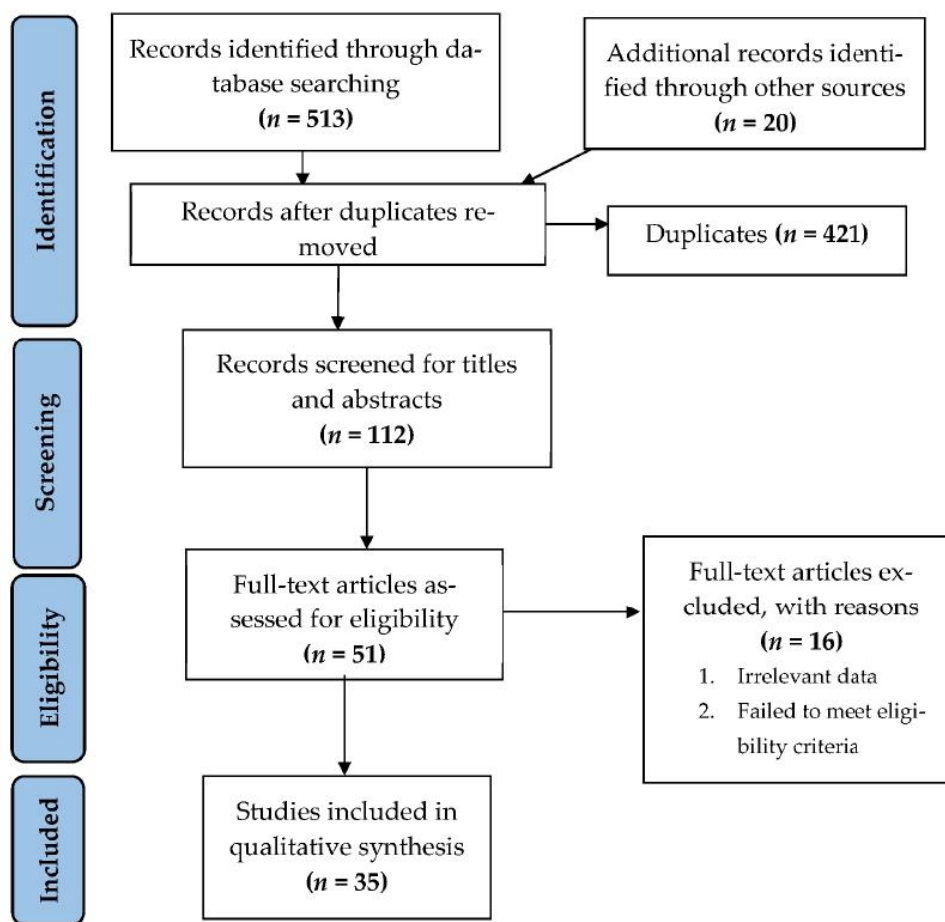 Identification
Records identified through da-
tabase searching
(n = 513)
Additional records identi-
fied through other sources
(n = 20)
Records after duplicates re-
moved
Duplicates (n = 421)
Screening
Records screened for titles
and abstracts
(n = 112)
Eligibility
Full-text articles as-
sessed for eligibility
(n = 51)
Full-text articles ex-
cluded, with reasons
(n = 16)
1. Irrelevant data
2. Failed to meet eligi-
bility criteria
Included
Studies included in
qualitative synthesis
(n = 35)